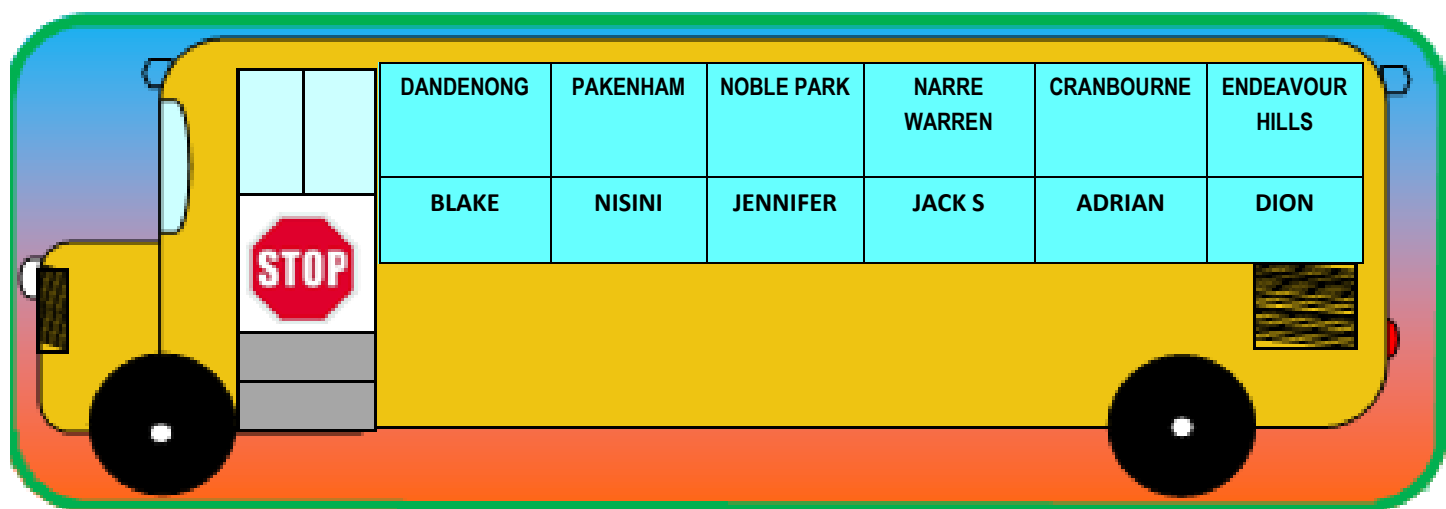 DANDENONG PAKENHAM NOBLE PARK NARRE WARREN CRANBOURNE ENDEAVOUR HILLS
BLAKE NISINI JENNIFER JACK S ADRIAN DION
STOP